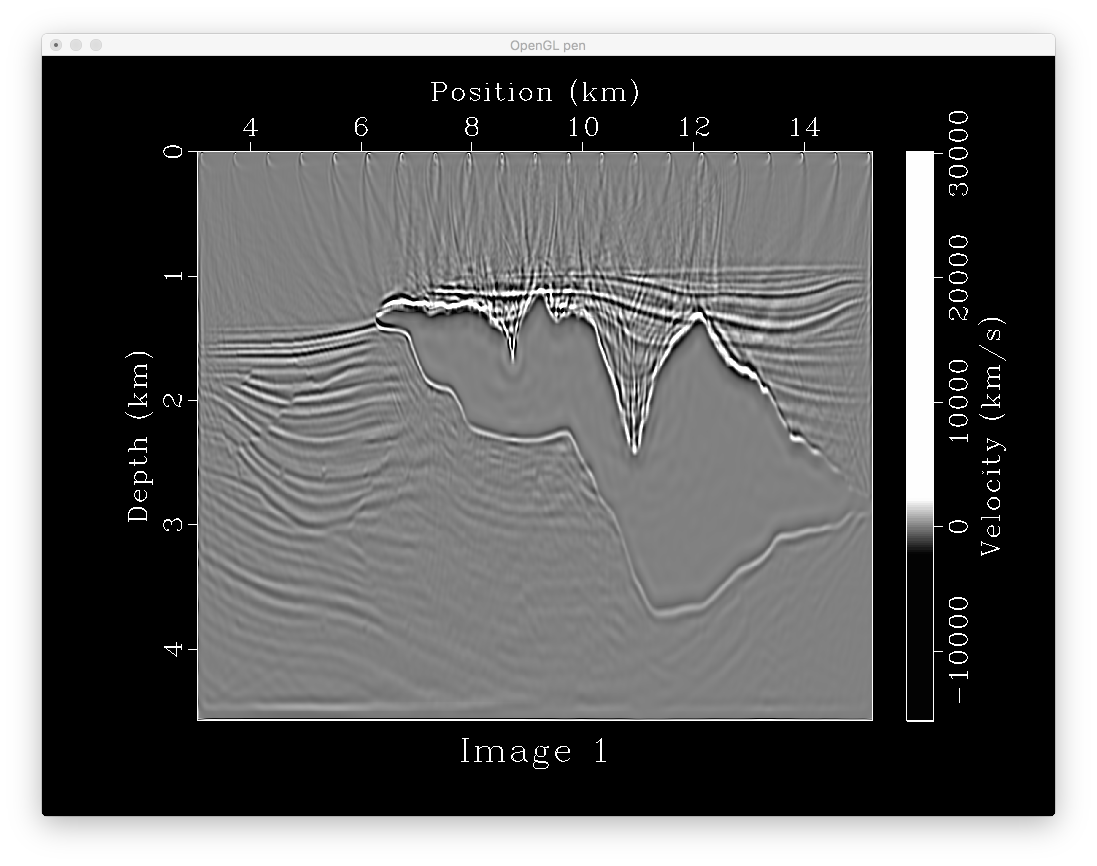 OpenGL pen
Position (km)
4 6 8 10 12 14
0
1
2
3
4
Depth (km)
30000
20000
10000
0
−10000
Velocity (km/s)
Image 1